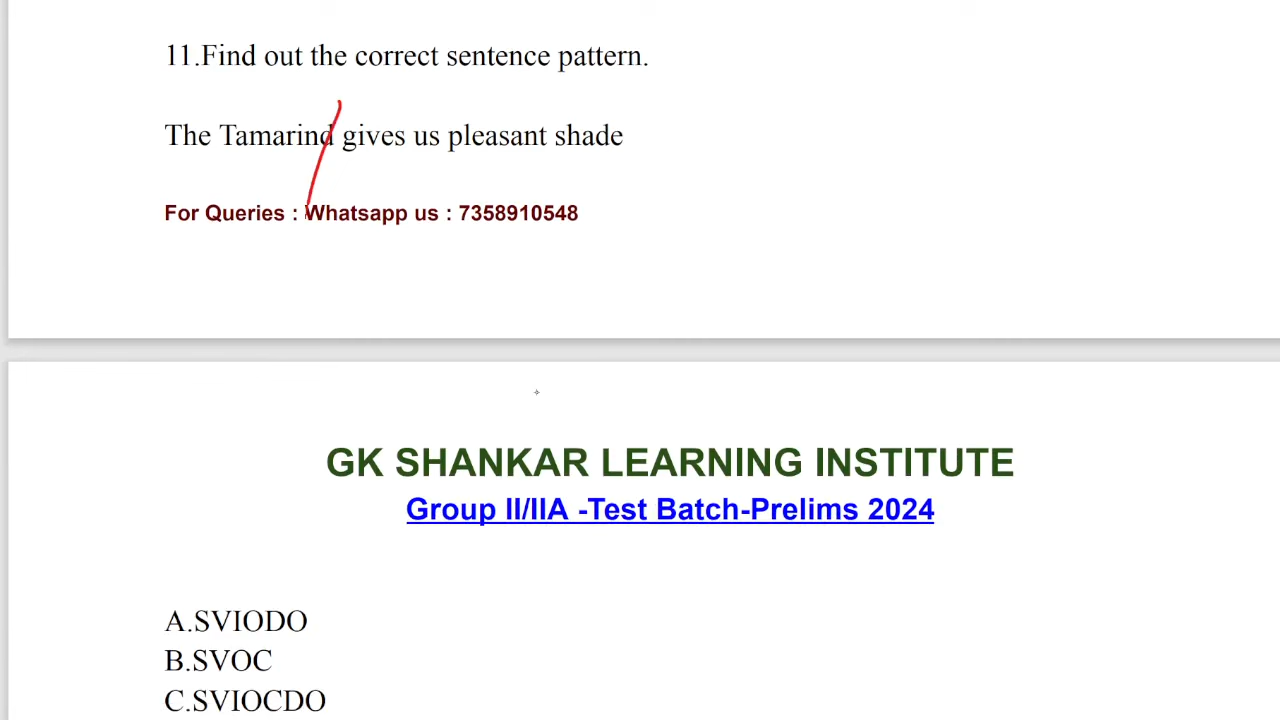 11.Find out the correct sentence pattern.
The Tamarind gives us pleasant shade
For Queries : Whatsapp us : 7358910548
GK SHANKAR LEARNING INSTITUTE
Group II/IIA -Test Batch-Prelims 2024
A.SVIODO
B.SVOC
C.SVIOCDO